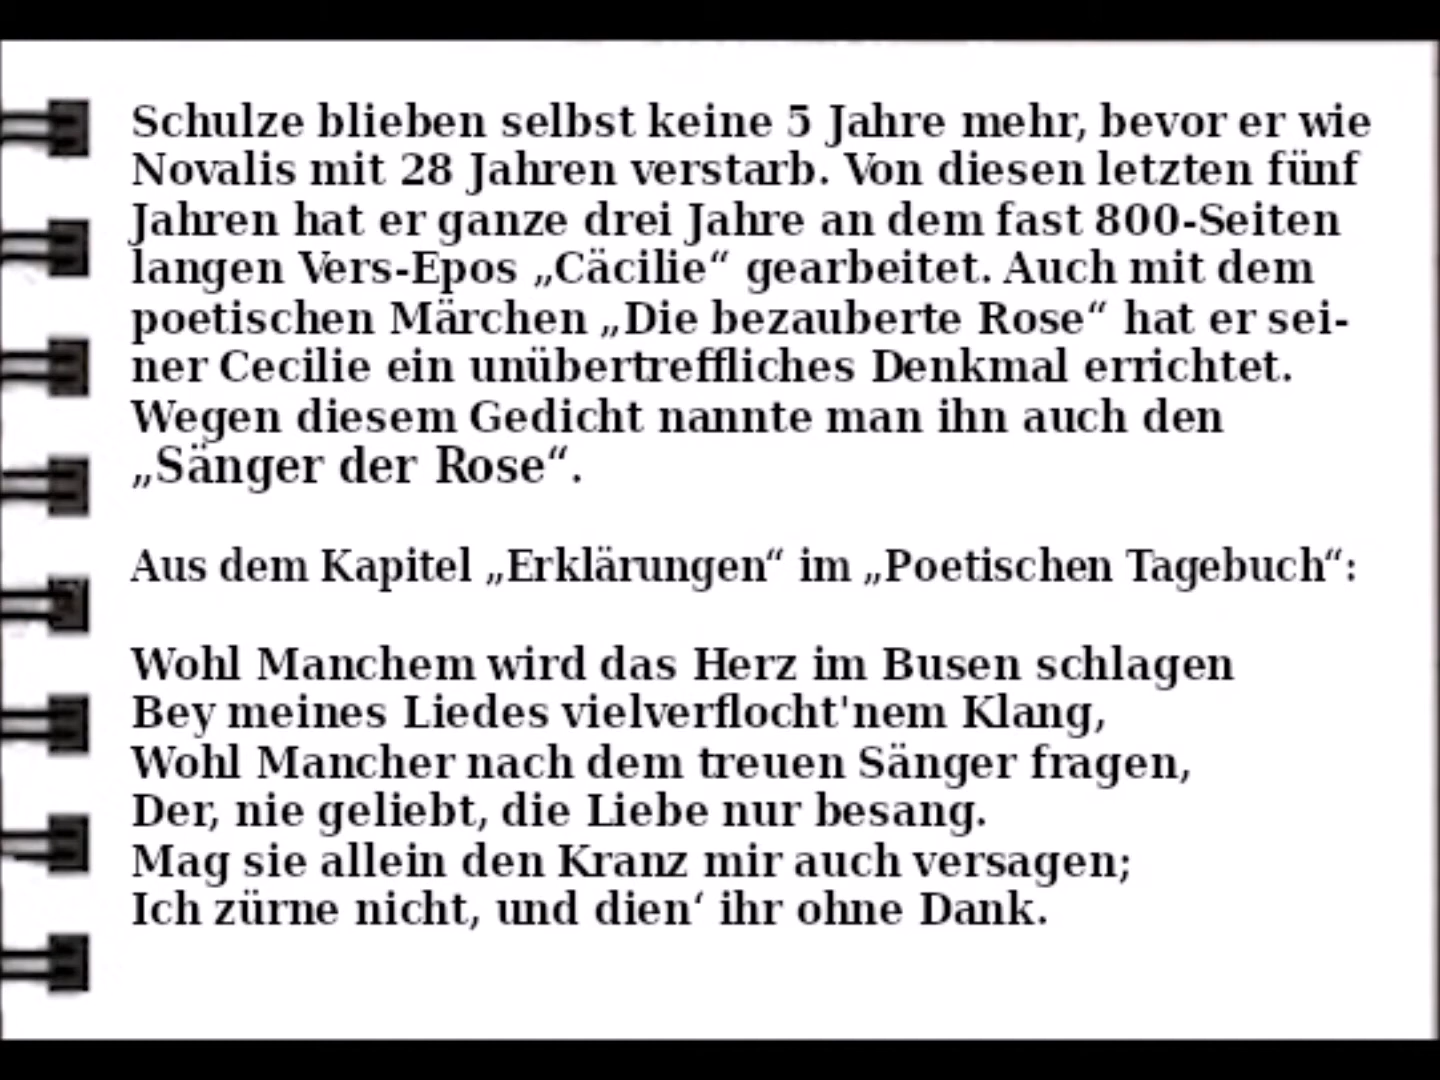 Schulze blieben selbst keine 5 Jahre mehr, bevor er wie
Novalis mit 28 Jahren verstarb. Von diesen letzten fünf
Jahren hat er ganze drei Jahre an dem fast 800-Seiten
langen Vers-Epos „Cäcilie“ gearbeitet. Auch mit dem
poetischen Märchen „Die bezauberte Rose“ hat er sei-
ner Cecilie ein unübertreffliches Denkmal errichtet.
Wegen diesem Gedicht nannte man ihn auch den
„Sänger der Rose“.
Aus dem Kapitel „Erklärungen“ im „Poetischen Tagebuch“:
Wohl Manchem wird das Herz im Busen schlagen
Bey meines Liedes vielverflocht'nem Klang,
Wohl Mancher nach dem treuen Sänger fragen,
Der, nie geliebt, die Liebe nur besang.
Mag sie allein den Kranz mir auch versagen;
Ich zürne nicht, und dien‘ ihr ohne Dank.